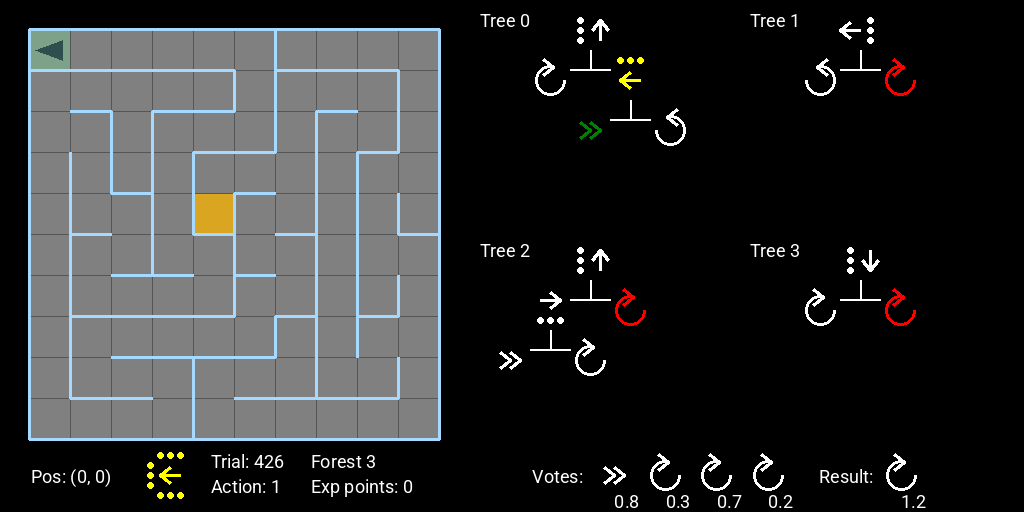 Tree 0
Tree 1
Tree 2
Tree 3
Pos: (0, 0)
Trial: 426
Forest 3
Action: 1
Exp points: 0
Votes:
Result:
0.8
0.3
0.7
0.2
1.2